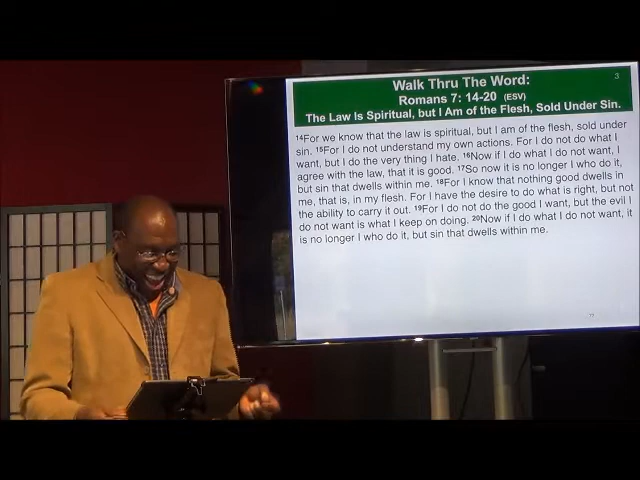 Walk Thru The Word:
3
Romans 7: 14-20 (ESV)
The Law Is Spiritual, but I Am of the Flesh, Sold Under Sin.
14For we know that the law is spiritual, but I am of the flesh, sold under
sin. 15For I do not understand my own actions. For I do not do what I
want, but I do the very thing I hate. 16Now if I do what I do not want, I
agree with the law, that it is good. 17So now it is no longer I who do it,
but sin that dwells within me. 18For I know that nothing good dwells in
me, that is, in my flesh. For I have the desire to do what is right, but not
the ability to carry it out. 19For I do not do the good I want, but the evil I
do not want is what I keep on doing. 20Now if I do what I do not want, it
is no longer I who do it, but sin that dwells within me.